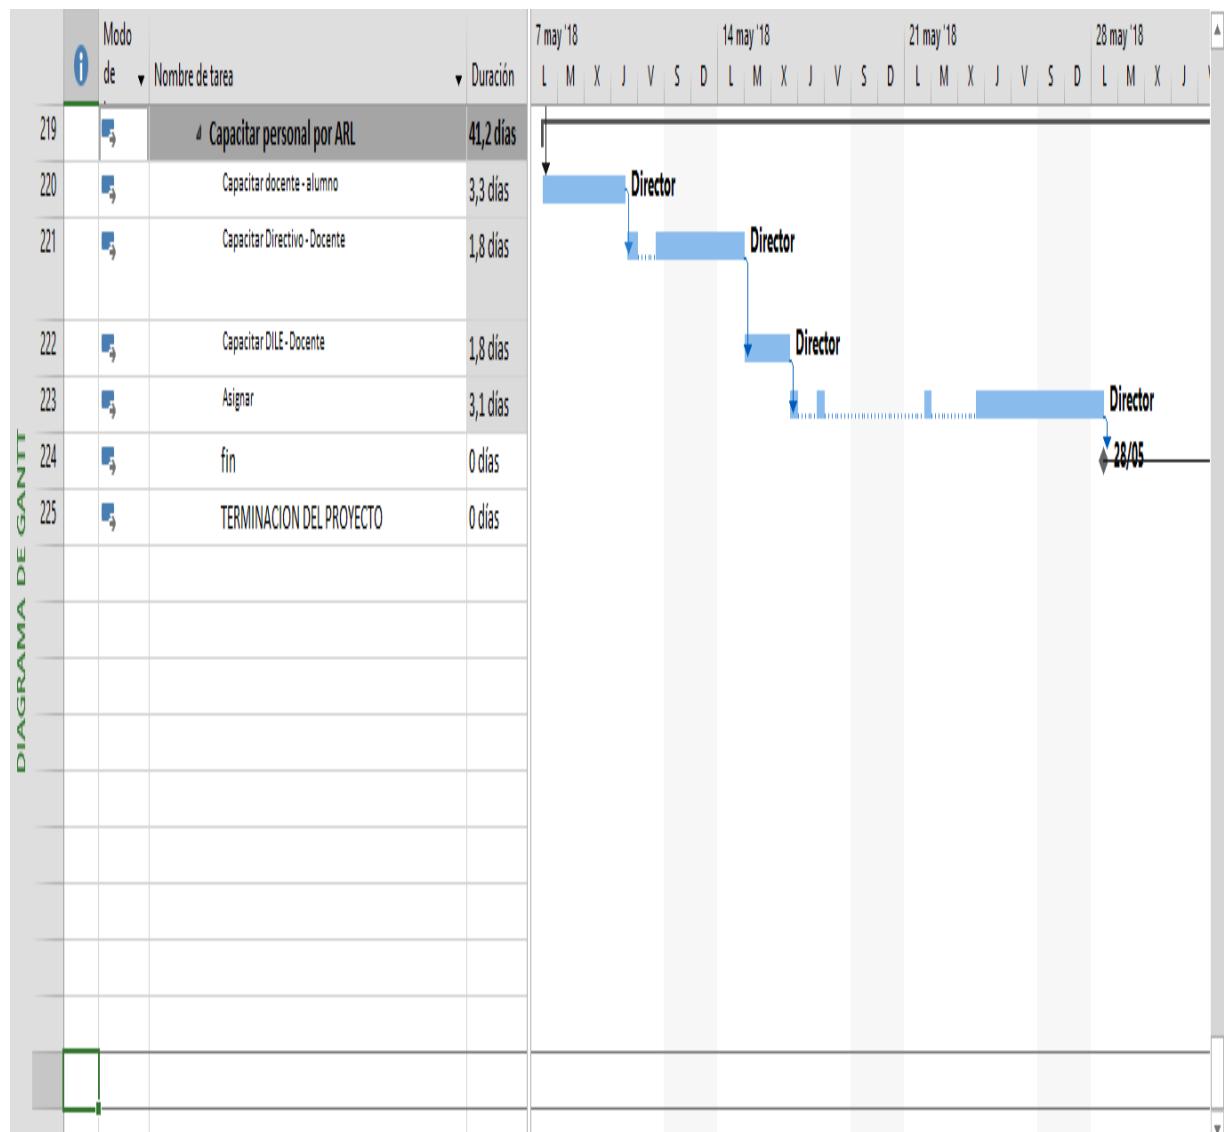 Modo de
Nombre de tarea
Duración
7 may '18
14 may '18
21 may '18
28 may '18
L M X J V S D L M X J V S D L M X J V S D L M X J
219 Capacitar personal por ARL 41,2 días
220 Capacitar docente - alumno 3,3 días Director
221 Capacitar Directivo - Docente 1,8 días Director
222 Capacitar DILE - Docente 1,8 días Director
223 Asignar 3,1 días Director
224 fin 0 días 28/05
225 TERMINACION DEL PROYECTO 0 días
DIAGRAMA DE GANTT